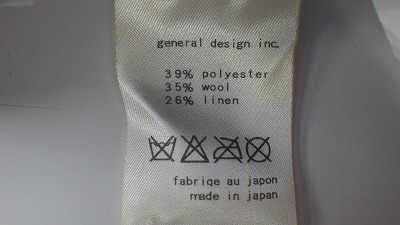 general design inc.
39% polyester
35% wool
26% linen
fabriqe au japon
made in japan